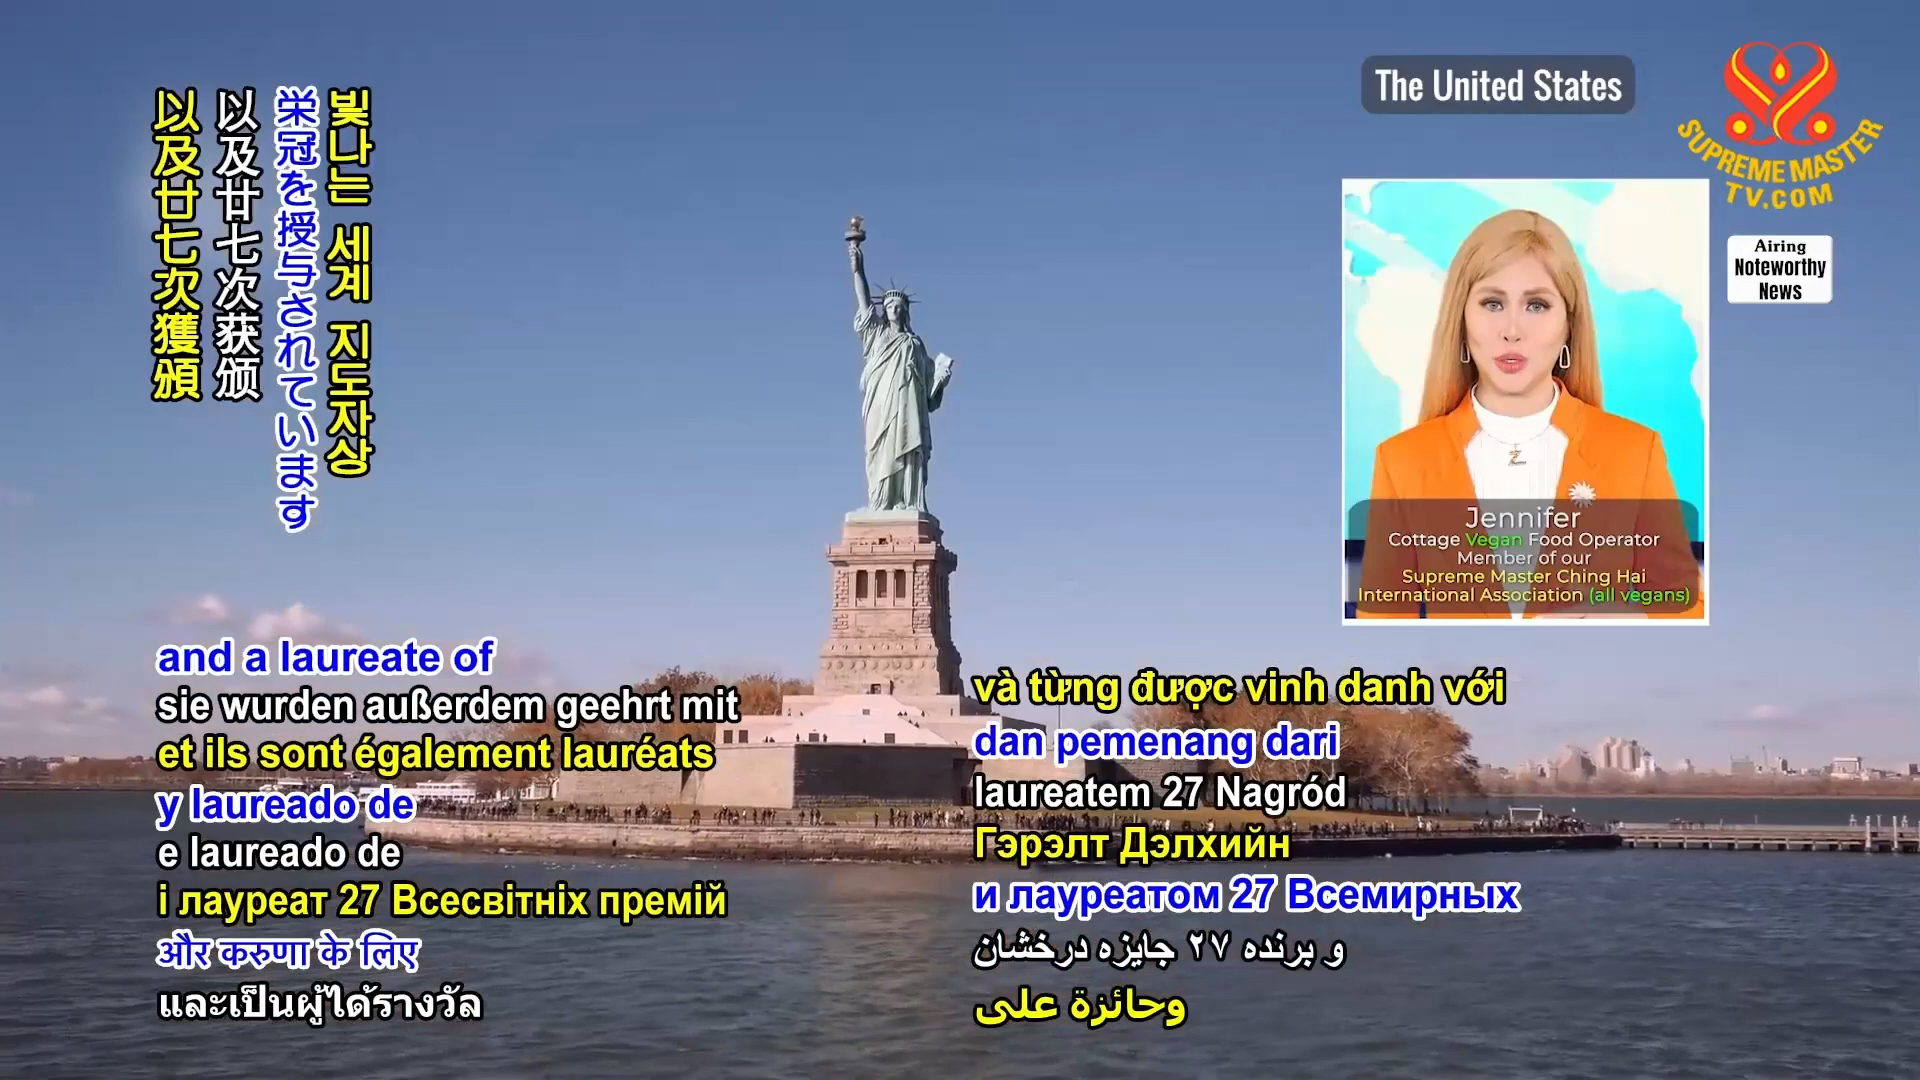 The United States
SUPREME MASTER
TV.COM
Airing
Noteworthy
News
以及廿七次獲頒
以及廿七次获颁
栄冠を授与されています
빛나는 세계 지도자상
Jennifer
Cottage Vegan Food Operator
Member of our
Supreme Master Ching Hai
International Association (all vegans)
and a laureate of
sie wurden außerdem geehrt mit
et ils sont également lauréats
y laureado de
e laureado de
і лауреат 27 Всесвітніх премій
और करुणा के लिए
และเป็นผู้ได้รางวัล
và từng được vinh danh với
dan pemenang dari
laureatem 27 Nagród
Гэрэлт Дэлхийн
и лауреатом 27 Всемирных
و برنده ۲۷ جایزه درخشان
وحائزة على